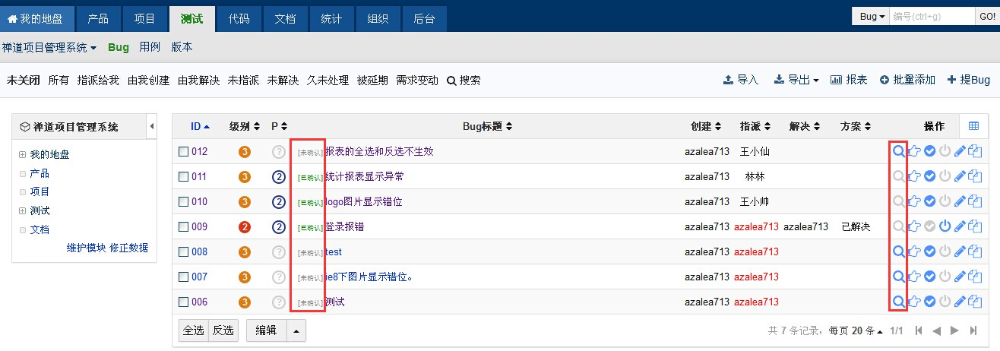 我的地盘 产品 项目 测试 代码 文档 统计 组织 后台 Bug 编号(ctrl+g) GO!
禅道项目管理系统 Bug 用例 版本
未关闭 所有 指派给我 由我创建 由我解决 未指派 未解决 久未处理 被延期 需求变动 搜索 导入 导出 报表 批量添加 提Bug
禅道项目管理系统
我的地盘
产品
项目
测试
文档
维护模块 修正数据
ID 级别 P Bug标题 创建 指派 解决 方案 操作
012 3 ? [未确认] 报表的全选和反选不生效 azalea713 王小仙
011 3 2 [已确认] 统计报表显示异常 azalea713 林林
010 3 2 [已确认] logo图片显示错位 azalea713 王小帅
009 2 2 [已确认] 登录报错 azalea713 azalea713 azalea713 已解决
008 3 ? [未确认] test azalea713 azalea713
007 3 ? [未确认] ie8下图片显示错位。 azalea713 azalea713
006 3 ? [未确认] 测试 azalea713 azalea713
全选 反选 编辑 共 7 条记录，每页 20 条 1/1